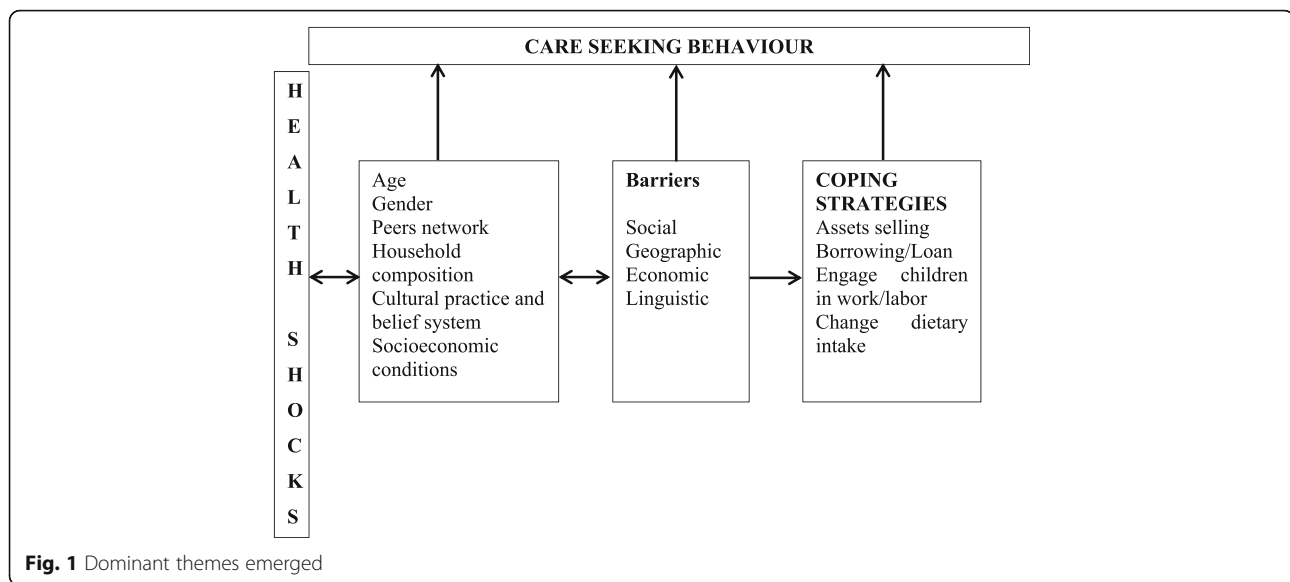 CARE SEEKING BEHAVIOUR
HEALTH SHOCKS
Age
Gender
Peers network
Household
composition
Cultural practice and
belief system
Socioeconomic
conditions
Barriers
Social
Geographic
Economic
Linguistic
COPING
STRATEGIES
Assets selling
Borrowing/Loan
Engage children
in work/labor
Change dietary
intake
Fig. 1 Dominant themes emerged